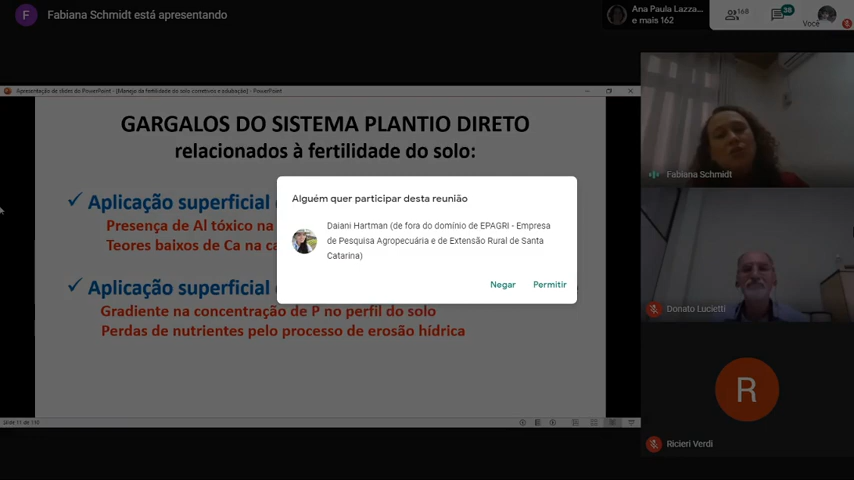 F Fabiana Schmidt está apresentando
Ana Paula Lazza...
e mais 162
168
38
Você
Apresentação de slides do PowerPoint - [Manejo da fertilidade do solo corretivos e adubação] - PowerPoint
GARGALOS DO SISTEMA PLANTIO DIRETO
relacionados à fertilidade do solo:
✓ Aplicação superficial
Presença de Al tóxico na
Teores baixos de Ca na
✓ Aplicação superficial
Gradiente na concentração de P no perfil do solo
Perdas de nutrientes pelo processo de erosão hídrica
Slide 11 de 110
Alguém quer participar desta reunião
Daiani Hartman (de fora do domínio de EPAGRI - Empresa
de Pesquisa Agropecuária e de Extensão Rural de Santa
Catarina)
Negar Permitir
Fabiana Schmidt
Donato Lucietti
R
Ricieri Verdi